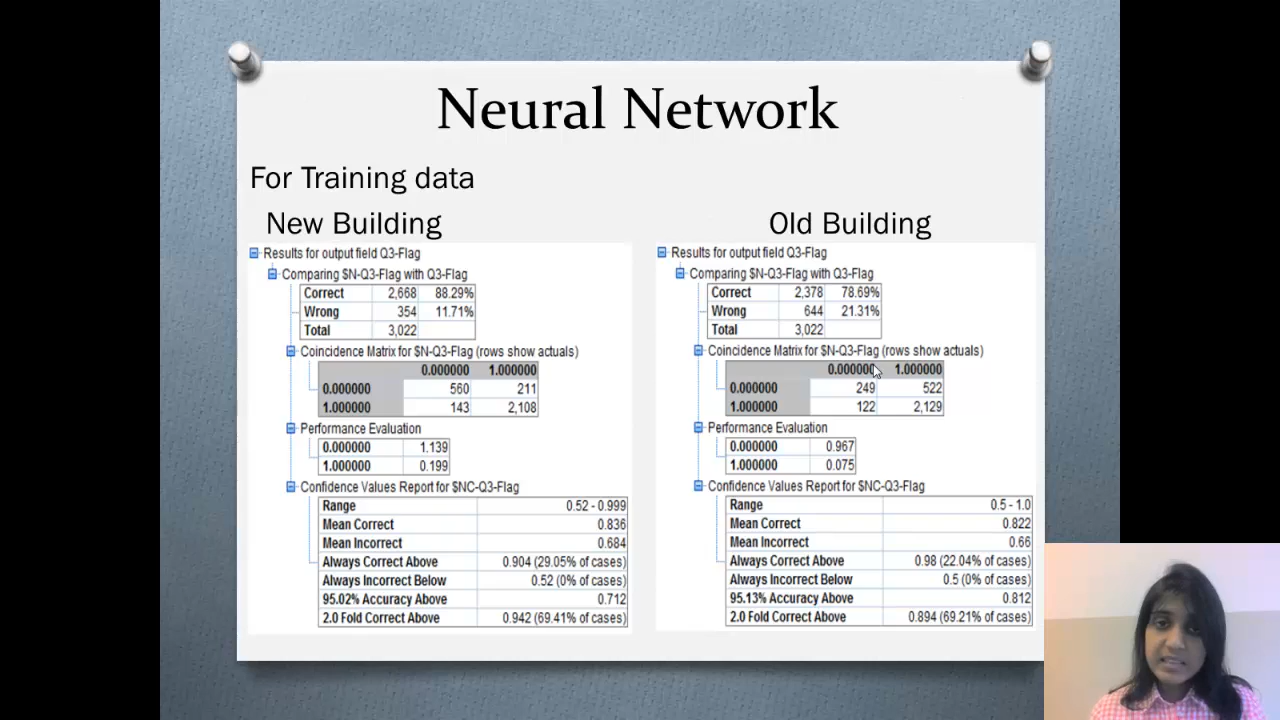 Neural Network
For Training data
New Building
Results for output field Q3-Flag
Comparing $N-Q3-Flag with Q3-Flag
Correct 2,668 88.29%
Wrong 354 11.71%
Total 3,022
Coincidence Matrix for $N-Q3-Flag (rows show actuals)
0.000000 1.000000
0.000000 560 211
1.000000 143 2,108
Performance Evaluation
0.000000 1.139
1.000000 0.199
Confidence Values Report for $NC-Q3-Flag
Range 0.52 - 0.999
Mean Correct 0.836
Mean Incorrect 0.684
Always Correct Above 0.904 (29.05% of cases)
Always Incorrect Below 0.52 (0% of cases)
95.02% Accuracy Above 0.712
2.0 Fold Correct Above 0.942 (69.41% of cases)
Old Building
Results for output field Q3-Flag
Comparing $N-Q3-Flag with Q3-Flag
Correct 2,378 78.69%
Wrong 644 21.31%
Total 3,022
Coincidence Matrix for $N-Q3-Flag (rows show actuals)
0.000000 1.000000
0.000000 249 522
1.000000 122 2,129
Performance Evaluation
0.000000 0.967
1.000000 0.075
Confidence Values Report for $NC-Q3-Flag
Range 0.5 - 1.0
Mean Correct 0.822
Mean Incorrect 0.66
Always Correct Above 0.98 (22.04% of cases)
Always Incorrect Below 0.5 (0% of cases)
95.13% Accuracy Above 0.812
2.0 Fold Correct Above 0.894 (69.21% of cases)